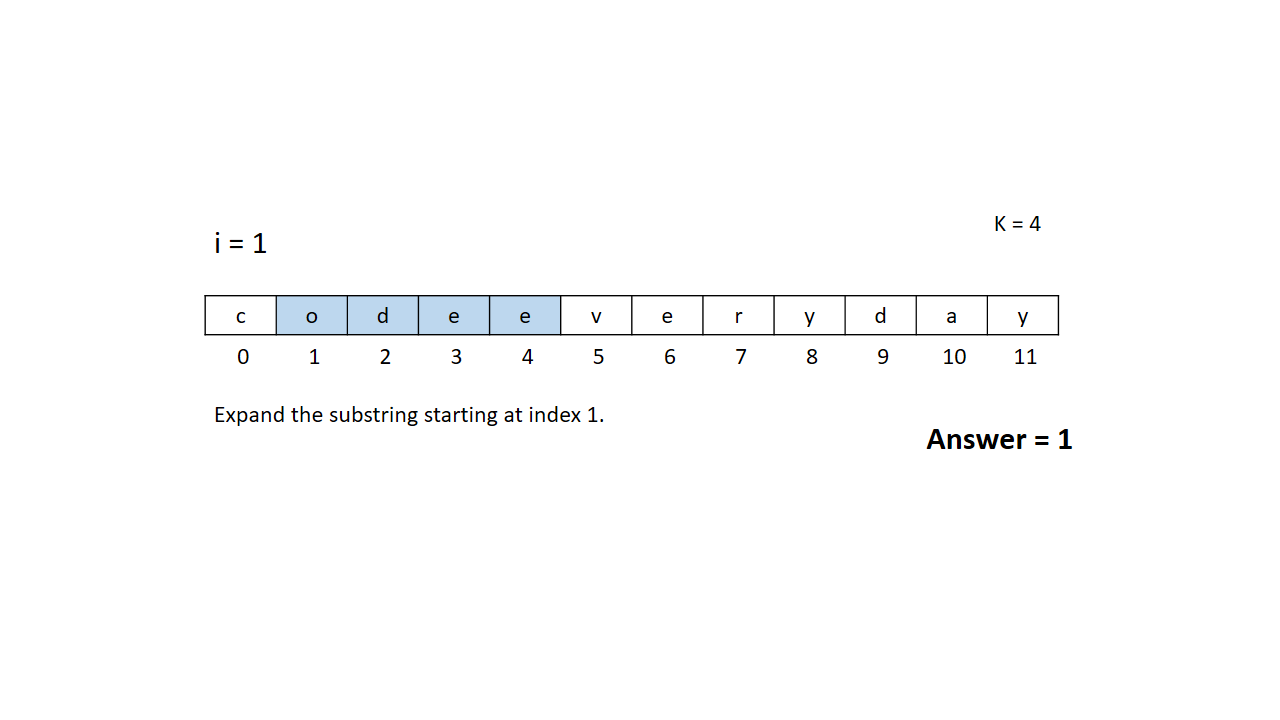 K = 4
i = 1
c o d e e v e r y d a y
0 1 2 3 4 5 6 7 8 9 10 11
Expand the substring starting at index 1.
Answer = 1